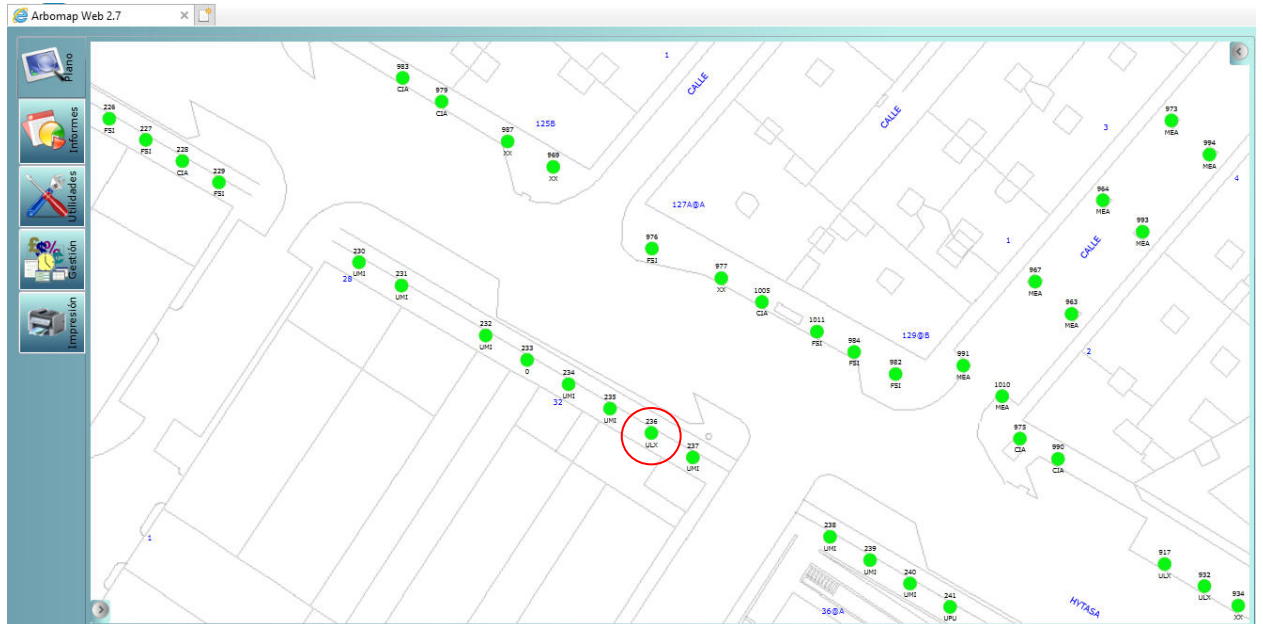 Arbomap Web 2.7
Plano
Informes
Utilidades
Gestión
Impresión
226
FSI
227
FSI
228
CIA
229
FSI
983
CIA
979
CIA
987
XX
969
XX
125B
1
CALLE
CALLE
3
973
MEA
994
MEA
4
964
MEA
993
MEA
CALLE
1
967
MEA
963
MEA
2
127A@A
976
FSI
977
XX
1005
CIA
1011
FSI
984
FSI
982
FSI
129@B
991
MEA
1010
MEA
975
CIA
990
CIA
230
UMI
28
231
UMI
232
UMI
233
0
234
UMI
32
235
UMI
236
ULX
237
UMI
1
238
UMI
239
UMI
240
UMI
241
UPU
36@A
HYTASA
917
ULX
932
ULX
934
XX